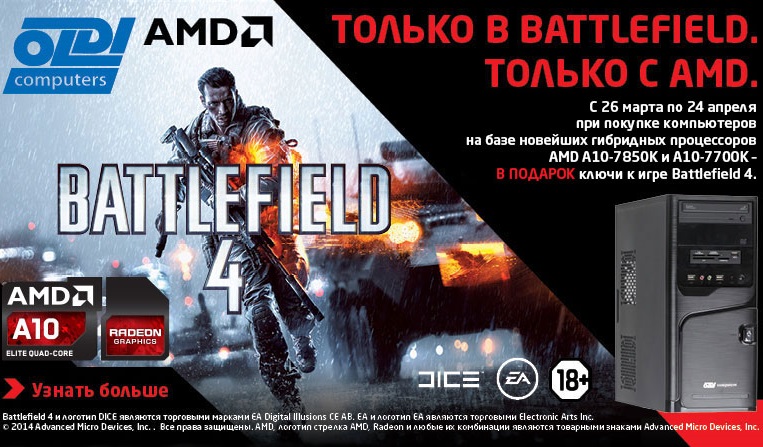 OLDI
computers
AMD
ТОЛЬКО В BATTLEFIELD.
ТОЛЬКО С AMD.
С 26 марта по 24 апреля
при покупке компьютеров
на базе новейших гибридных процессоров
AMD A10-7850K и A10-7700K –
В ПОДАРОК ключи к игре Battlefield 4.
BATTLEFIELD
4
AMD
A10
ELITE QUAD-CORE
RADEON
GRAPHICS
DICE
EA
18+
OLDI
Узнать больше
Battlefield 4 и логотип DICE являются торговыми марками EA Digital Illusions CE AB. EA и логотип EA являются торговыми Electronic Arts Inc.
© 2014 Advanced Micro Devices, Inc. . Все права защищены. AMD, логотип стрелка AMD, Radeon и любые их комбинации являются товарными знаками Advanced Micro Devices, Inc.